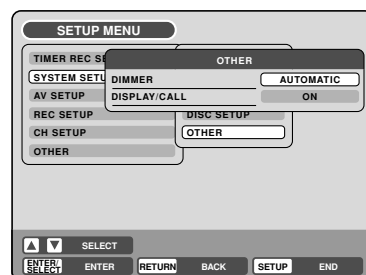 SETUP MENU
TIMER REC SE
OTHER
SYSTEM SETU
DIMMER
AUTOMATIC
AV SETUP
DISPLAY/CALL
ON
REC SETUP
DISC SETUP
CH SETUP
OTHER
OTHER
SELECT
ENTER/SELECT ENTER RETURN BACK SETUP END